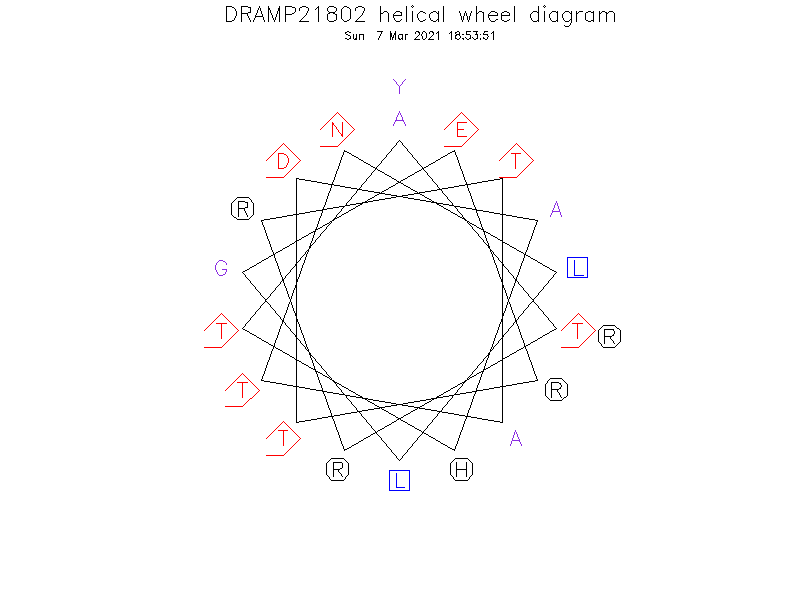 DRAMP21802 helical wheel diagram
Sun 7 Mar 2021 18:53:51
Y
N A E
D T
R A
G L
T T R
T R
T A
R L H